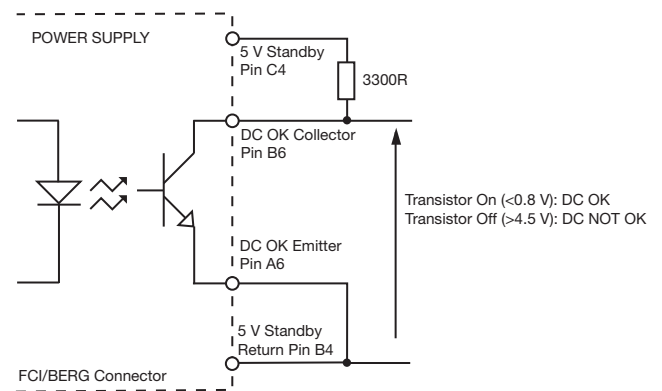 POWER SUPPLY
5 V Standby
Pin C4
3300R
DC OK Collector
Pin B6
Transistor On (<0.8 V): DC OK
Transistor Off (>4.5 V): DC NOT OK
DC OK Emitter
Pin A6
5 V Standby
Return Pin B4
FCI/BERG Connector